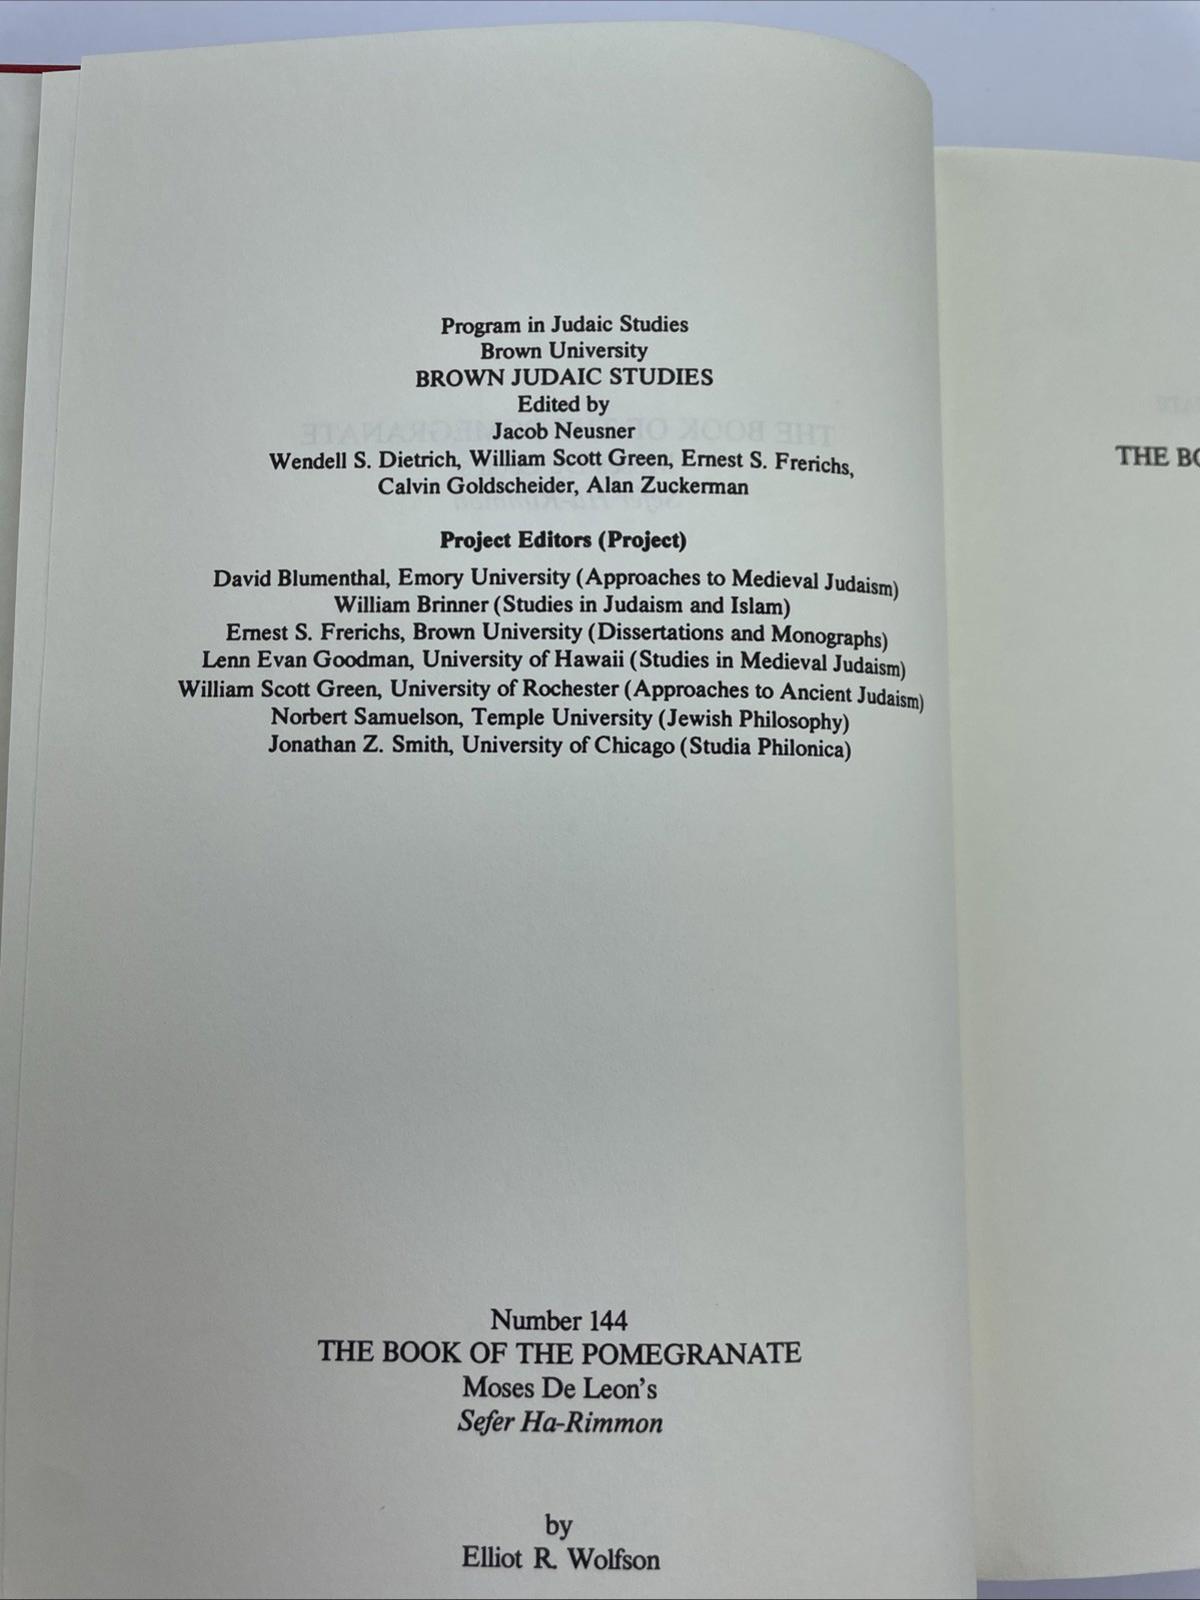 Program in Judaic Studies
Brown University
BROWN JUDAIC STUDIES
Edited by
Jacob Neusner
Wendell S. Dietrich, William Scott Green, Ernest S. Frerichs,
Calvin Goldscheider, Alan Zuckerman
Project Editors (Project)
David Blumenthal, Emory University (Approaches to Medieval Judaism)
William Brinner (Studies in Judaism and Islam)
Ernest S. Frerichs, Brown University (Dissertations and Monographs)
Lenn Evan Goodman, University of Hawaii (Studies in Medieval Judaism)
William Scott Green, University of Rochester (Approaches to Ancient Judaism)
Norbert Samuelson, Temple University (Jewish Philosophy)
Jonathan Z. Smith, University of Chicago (Studia Philonica)
Number 144
THE BOOK OF THE POMEGRANATE
Moses De Leon's
Sefer Ha-Rimmon
by
Elliot R. Wolfson
THE BO